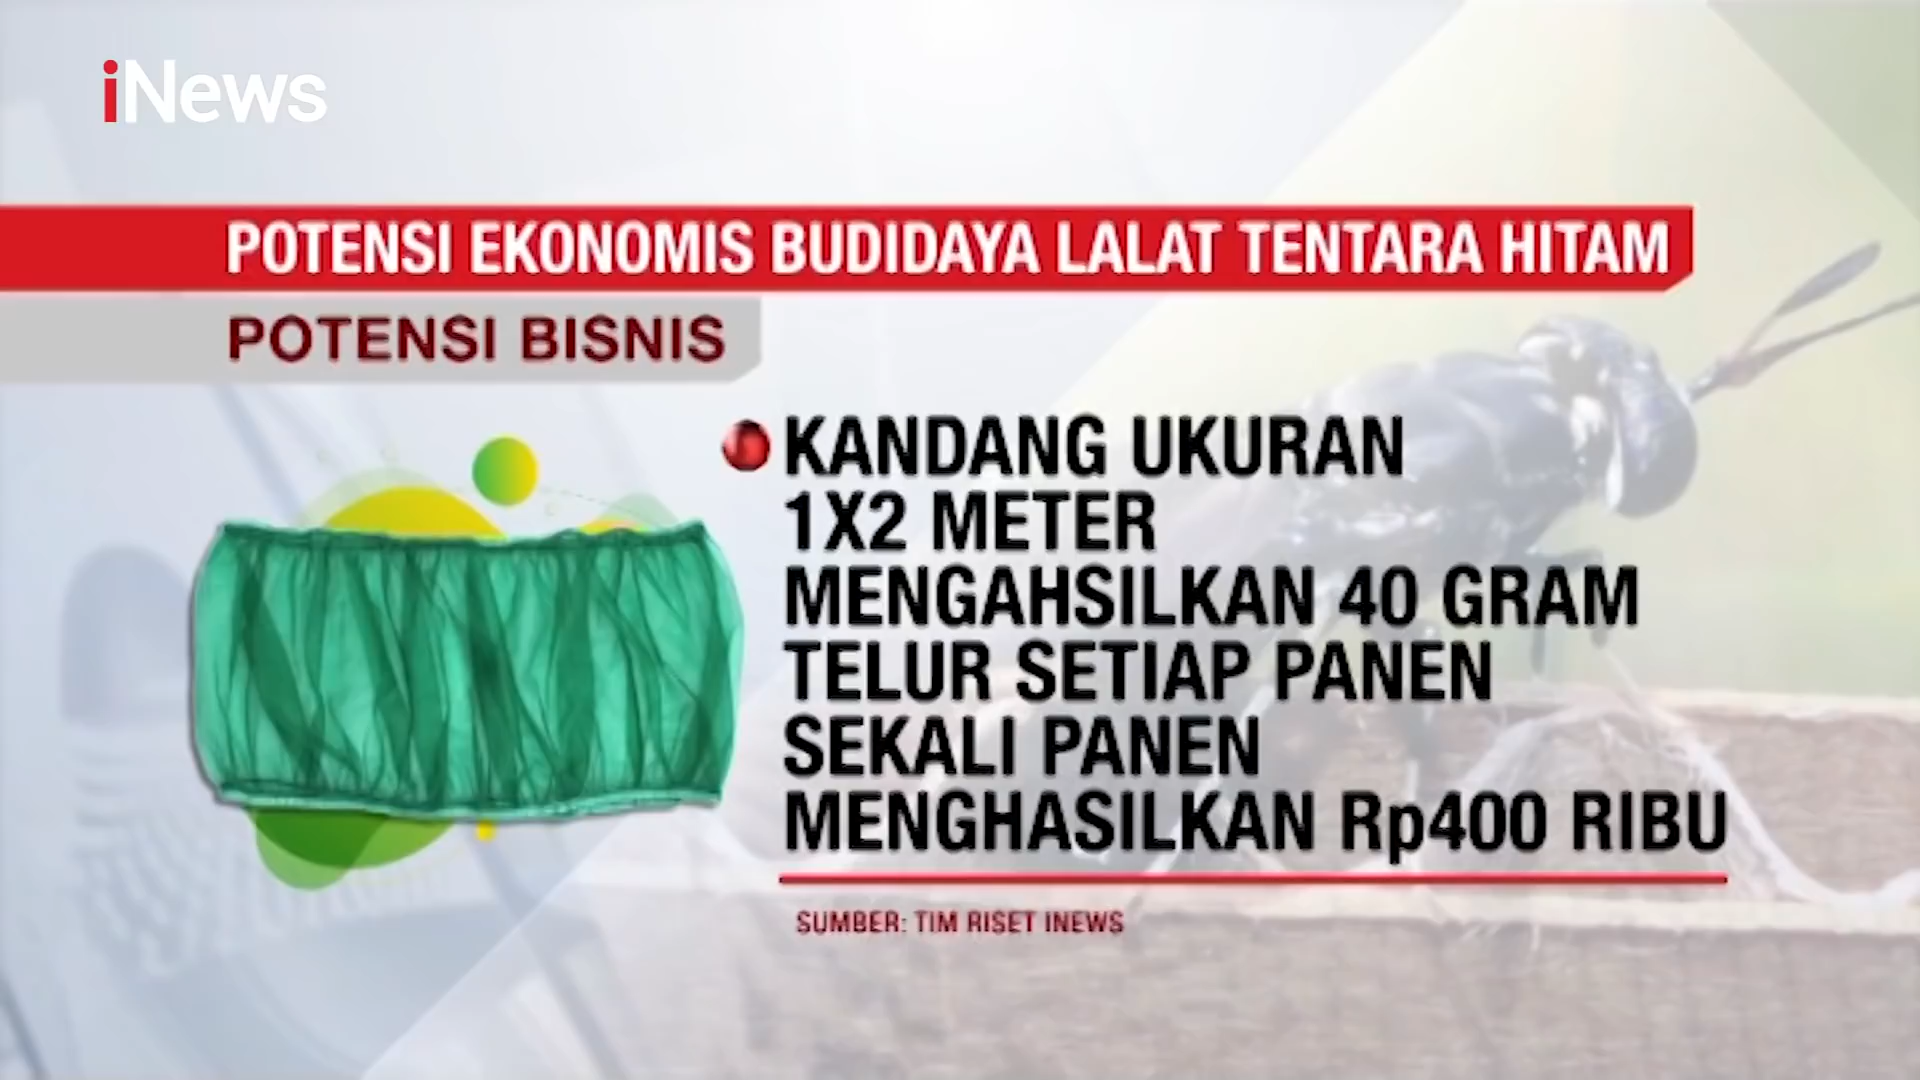 iNews
POTENSI EKONOMIS BUDIDAYA LALAT TENTARA HITAM
POTENSI BISNIS
KANDANG UKURAN
1X2 METER
MENGAHSILKAN 40 GRAM
TELUR SETIAP PANEN
SEKALI PANEN
MENGHASILKAN Rp400 RIBU
SUMBER: TIM RISET INEWS